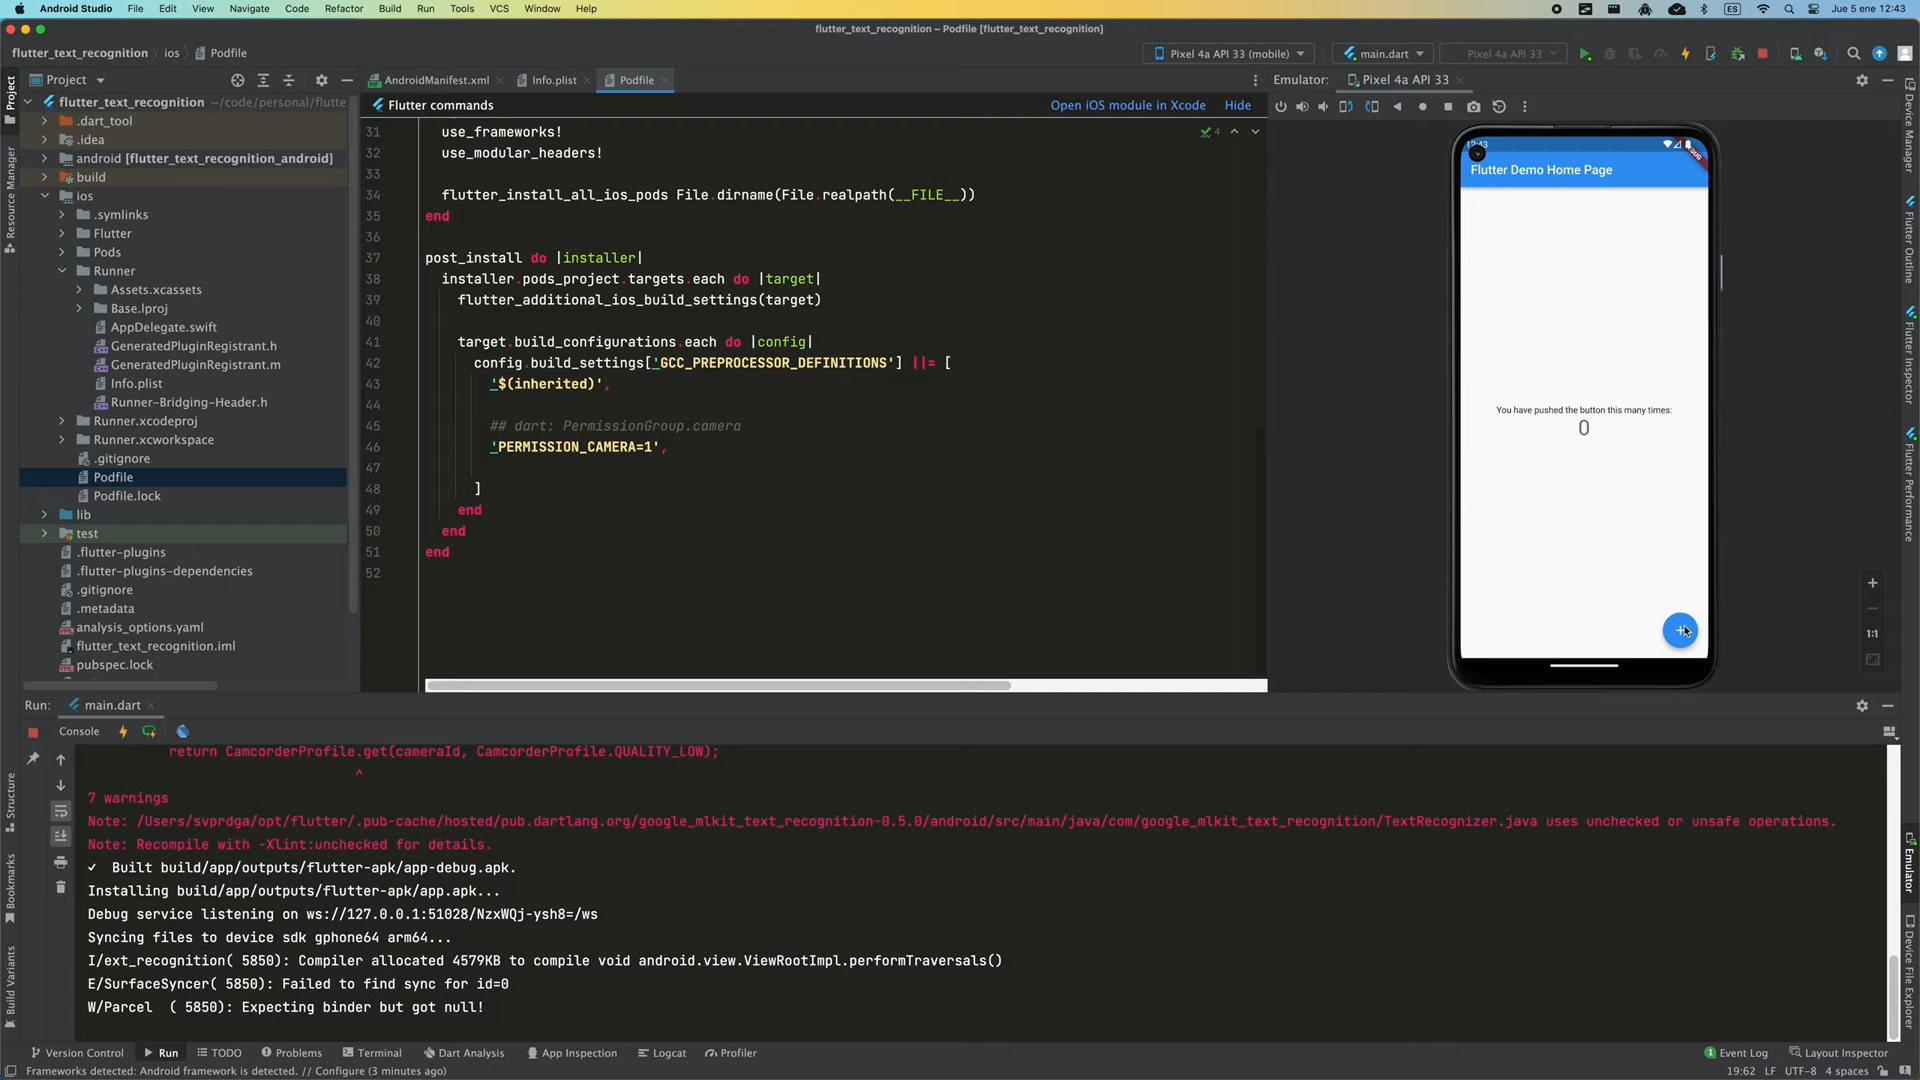 Android Studio File Edit View Navigate Code Refactor Build Run Tools VCS Window Help
ES Jue 5 ene 12:43
flutter_text_recognition – Podfile [flutter_text_recognition]
flutter_text_recognition ios Podfile
Pixel 4a API 33 (mobile) main.dart Pixel 4a API 33
Project
AndroidManifest.xml Info.plist Podfile
Emulator: Pixel 4a API 33
Flutter commands
Open iOS module in Xcode Hide
flutter_text_recognition ~/code/personal/flutte
.dart_tool
.idea
android [flutter_text_recognition_android]
build
ios
.symlinks
Flutter
Pods
Runner
Assets.xcassets
Base.lproj
AppDelegate.swift
GeneratedPluginRegistrant.h
GeneratedPluginRegistrant.m
Info.plist
Runner-Bridging-Header.h
Runner.xcodeproj
Runner.xcworkspace
.gitignore
Podfile
Podfile.lock
lib
test
.flutter-plugins
.flutter-plugins-dependencies
.gitignore
.metadata
analysis_options.yaml
flutter_text_recognition.iml
pubspec.lock
31 use_frameworks!
32 use_modular_headers!
33
34 flutter_install_all_ios_pods File.dirname(File.realpath(__FILE__))
35 end
36
37 post_install do |installer|
38 installer.pods_project.targets.each do |target|
39 flutter_additional_ios_build_settings(target)
40
41 target.build_configurations.each do |config|
42 config.build_settings['GCC_PREPROCESSOR_DEFINITIONS'] ||= [
43 '$(inherited)',
44
45 ## dart: PermissionGroup.camera
46 'PERMISSION_CAMERA=1',
47
48 ]
49 end
50 end
51 end
52
4
12:43
DEBUG
Flutter Demo Home Page
You have pushed the button this many times:
0
1:1
Project
Resource Manager
Structure
Bookmarks
Build Variants
Device Manager
Flutter Outline
Flutter Inspector
Flutter Performance
Emulator
Device File Explorer
Run: main.dart
Console
return CamcorderProfile.get(cameraId, CamcorderProfile.QUALITY_LOW);
^
7 warnings
Note: /Users/svprdga/opt/flutter/.pub-cache/hosted/pub.dartlang.org/google_mlkit_text_recognition-0.5.0/android/src/main/java/com/google_mlkit_text_recognition/TextRecognizer.java uses unchecked or unsafe operations.
Note: Recompile with -Xlint:unchecked for details.
✓ Built build/app/outputs/flutter-apk/app-debug.apk.
Installing build/app/outputs/flutter-apk/app.apk...
Debug service listening on ws://127.0.0.1:51028/NzxWQj-ysh8=/ws
Syncing files to device sdk gphone64 arm64...
I/ext_recognition( 5850): Compiler allocated 4579KB to compile void android.view.ViewRootImpl.performTraversals()
E/SurfaceSyncer( 5850): Failed to find sync for id=0
W/Parcel ( 5850): Expecting binder but got null!
Version Control Run TODO Problems Terminal Dart Analysis App Inspection Logcat Profiler
1 Event Log Layout Inspector
Frameworks detected: Android framework is detected. // Configure (3 minutes ago)
19:62 LF UTF-8 4 spaces